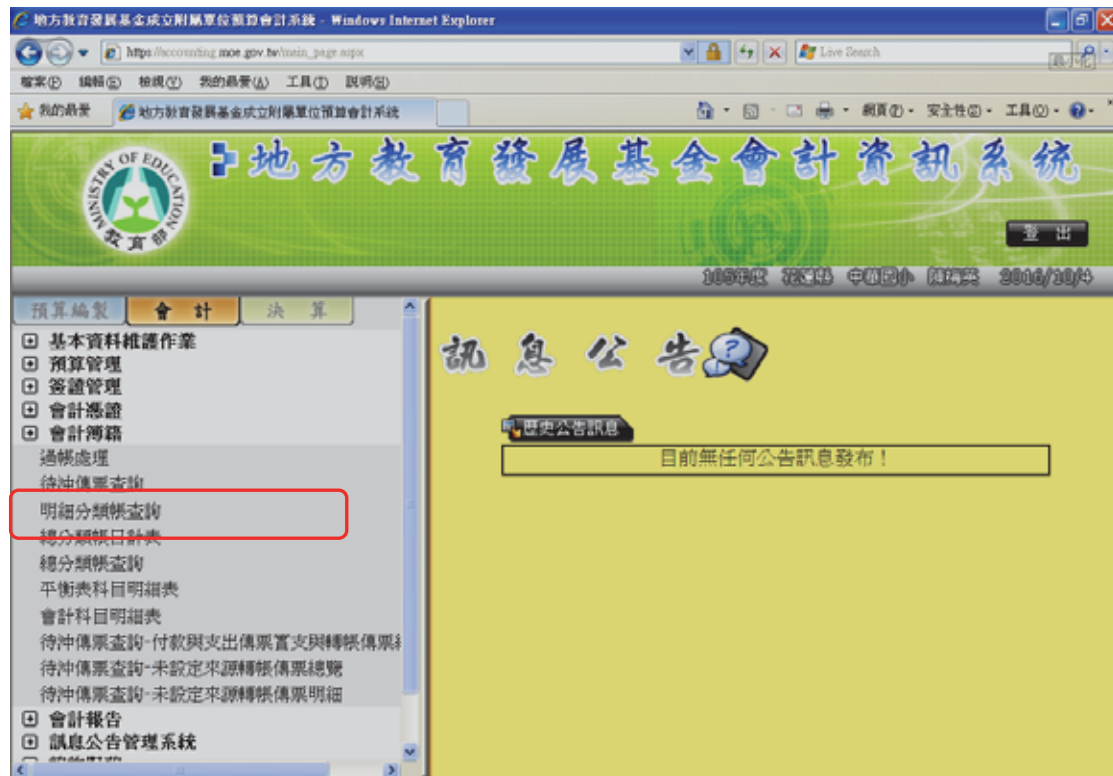 地方教育發展基金成立附屬單位預算會計系統 - Windows Internet Explorer
https://accounting.moe.gov.tw/main_page.aspx
Live Search
檔案(F) 編輯(E) 檢視(V) 我的最愛(A) 工具(T) 說明(H)
我的最愛 地方教育發展基金成立附屬單位預算會計系統 網頁(P) 安全性(S) 工具(O)
MINISTRY OF EDUCATION
教育部
地方教育發展基金會計資訊系統
登 出
105年度 中華國小 2016/10/4
預算編製 會 計 決 算
基本資料維護作業
預算管理
簽證管理
會計憑證
會計簿籍
過帳處理
待沖傳票查詢
明細分類帳查詢
總分類帳日計表
總分類帳查詢
平衡表科目明細表
會計科目明細表
待沖傳票查詢-付款與支出傳票實支與轉帳傳票
待沖傳票查詢-未設定來源轉帳傳票總覽
待沖傳票查詢-未設定來源轉帳傳票明細
會計報告
訊息公告管理系統
訊息公告
歷史公告訊息
目前無任何公告訊息發布！